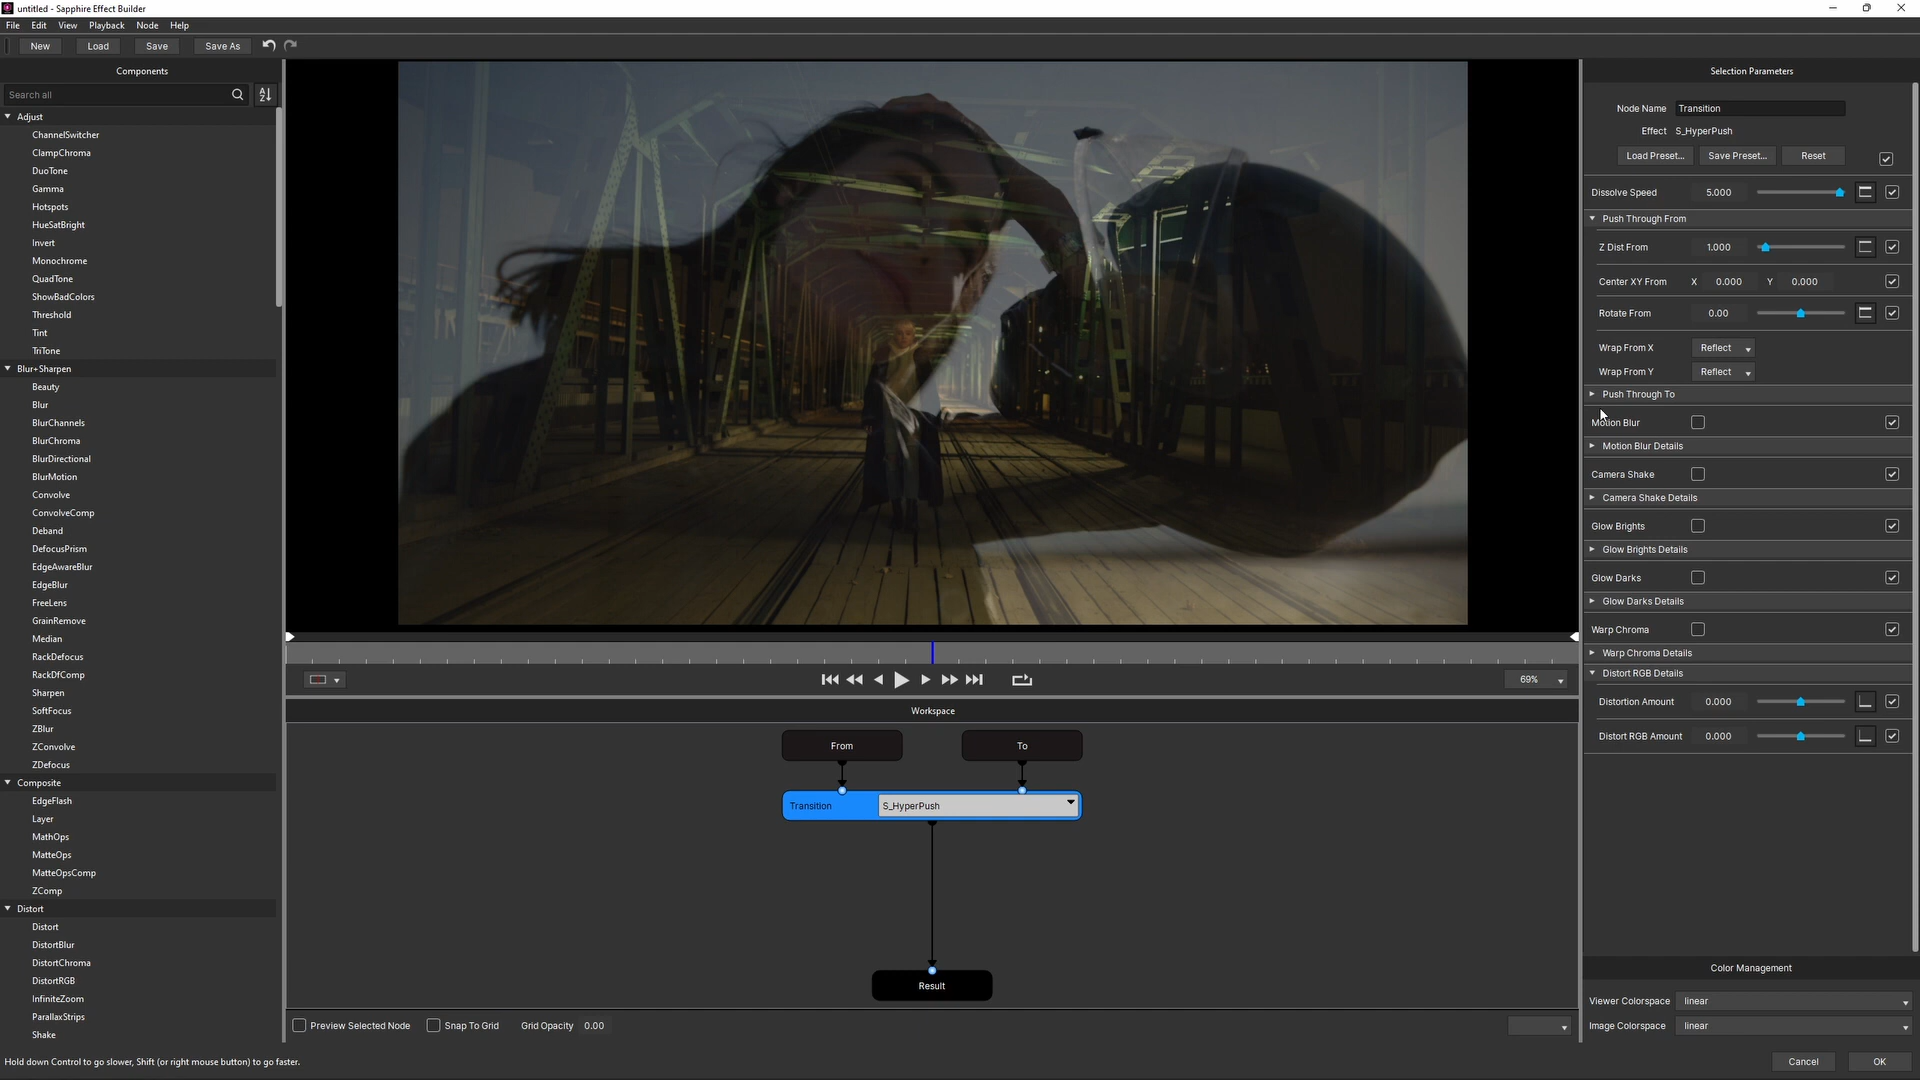 untitled - Sapphire Effect Builder
File Edit View Playback Node Help
New Load Save Save As
Components
Search all
Adjust
ChannelSwitcher
ClampChroma
DuoTone
Gamma
Hotspots
HueSatBright
Invert
Monochrome
QuadTone
ShowBadColors
Threshold
Tint
TriTone
Blur+Sharpen
Beauty
Blur
BlurChannels
BlurChroma
BlurDirectional
BlurMotion
Convolve
ConvolveComp
Deband
DefocusPrism
EdgeAwareBlur
EdgeBlur
FreeLens
GrainRemove
Median
RackDefocus
RackDfComp
Sharpen
SoftFocus
ZBlur
ZConvolve
ZDefocus
Composite
EdgeFlash
Layer
MathOps
MatteOps
MatteOpsComp
ZComp
Distort
Distort
DistortBlur
DistortChroma
DistortRGB
InfiniteZoom
ParallaxStrips
Shake
69%
Workspace
From To
Transition S_HyperPush
Result
Preview Selected Node Snap To Grid Grid Opacity 0.00
Selection Parameters
Node Name Transition
Effect S_HyperPush
Load Preset... Save Preset... Reset
Dissolve Speed 5.000
Push Through From
Z Dist From 1.000
Center XY From X 0.000 Y 0.000
Rotate From 0.00
Wrap From X Reflect
Wrap From Y Reflect
Push Through To
Motion Blur
Motion Blur Details
Camera Shake
Camera Shake Details
Glow Brights
Glow Brights Details
Glow Darks
Glow Darks Details
Warp Chroma
Warp Chroma Details
Distort RGB Details
Distortion Amount 0.000
Distort RGB Amount 0.000
Color Management
Viewer Colorspace linear
Image Colorspace linear
Hold down Control to go slower, Shift (or right mouse button) to go faster.
Cancel OK